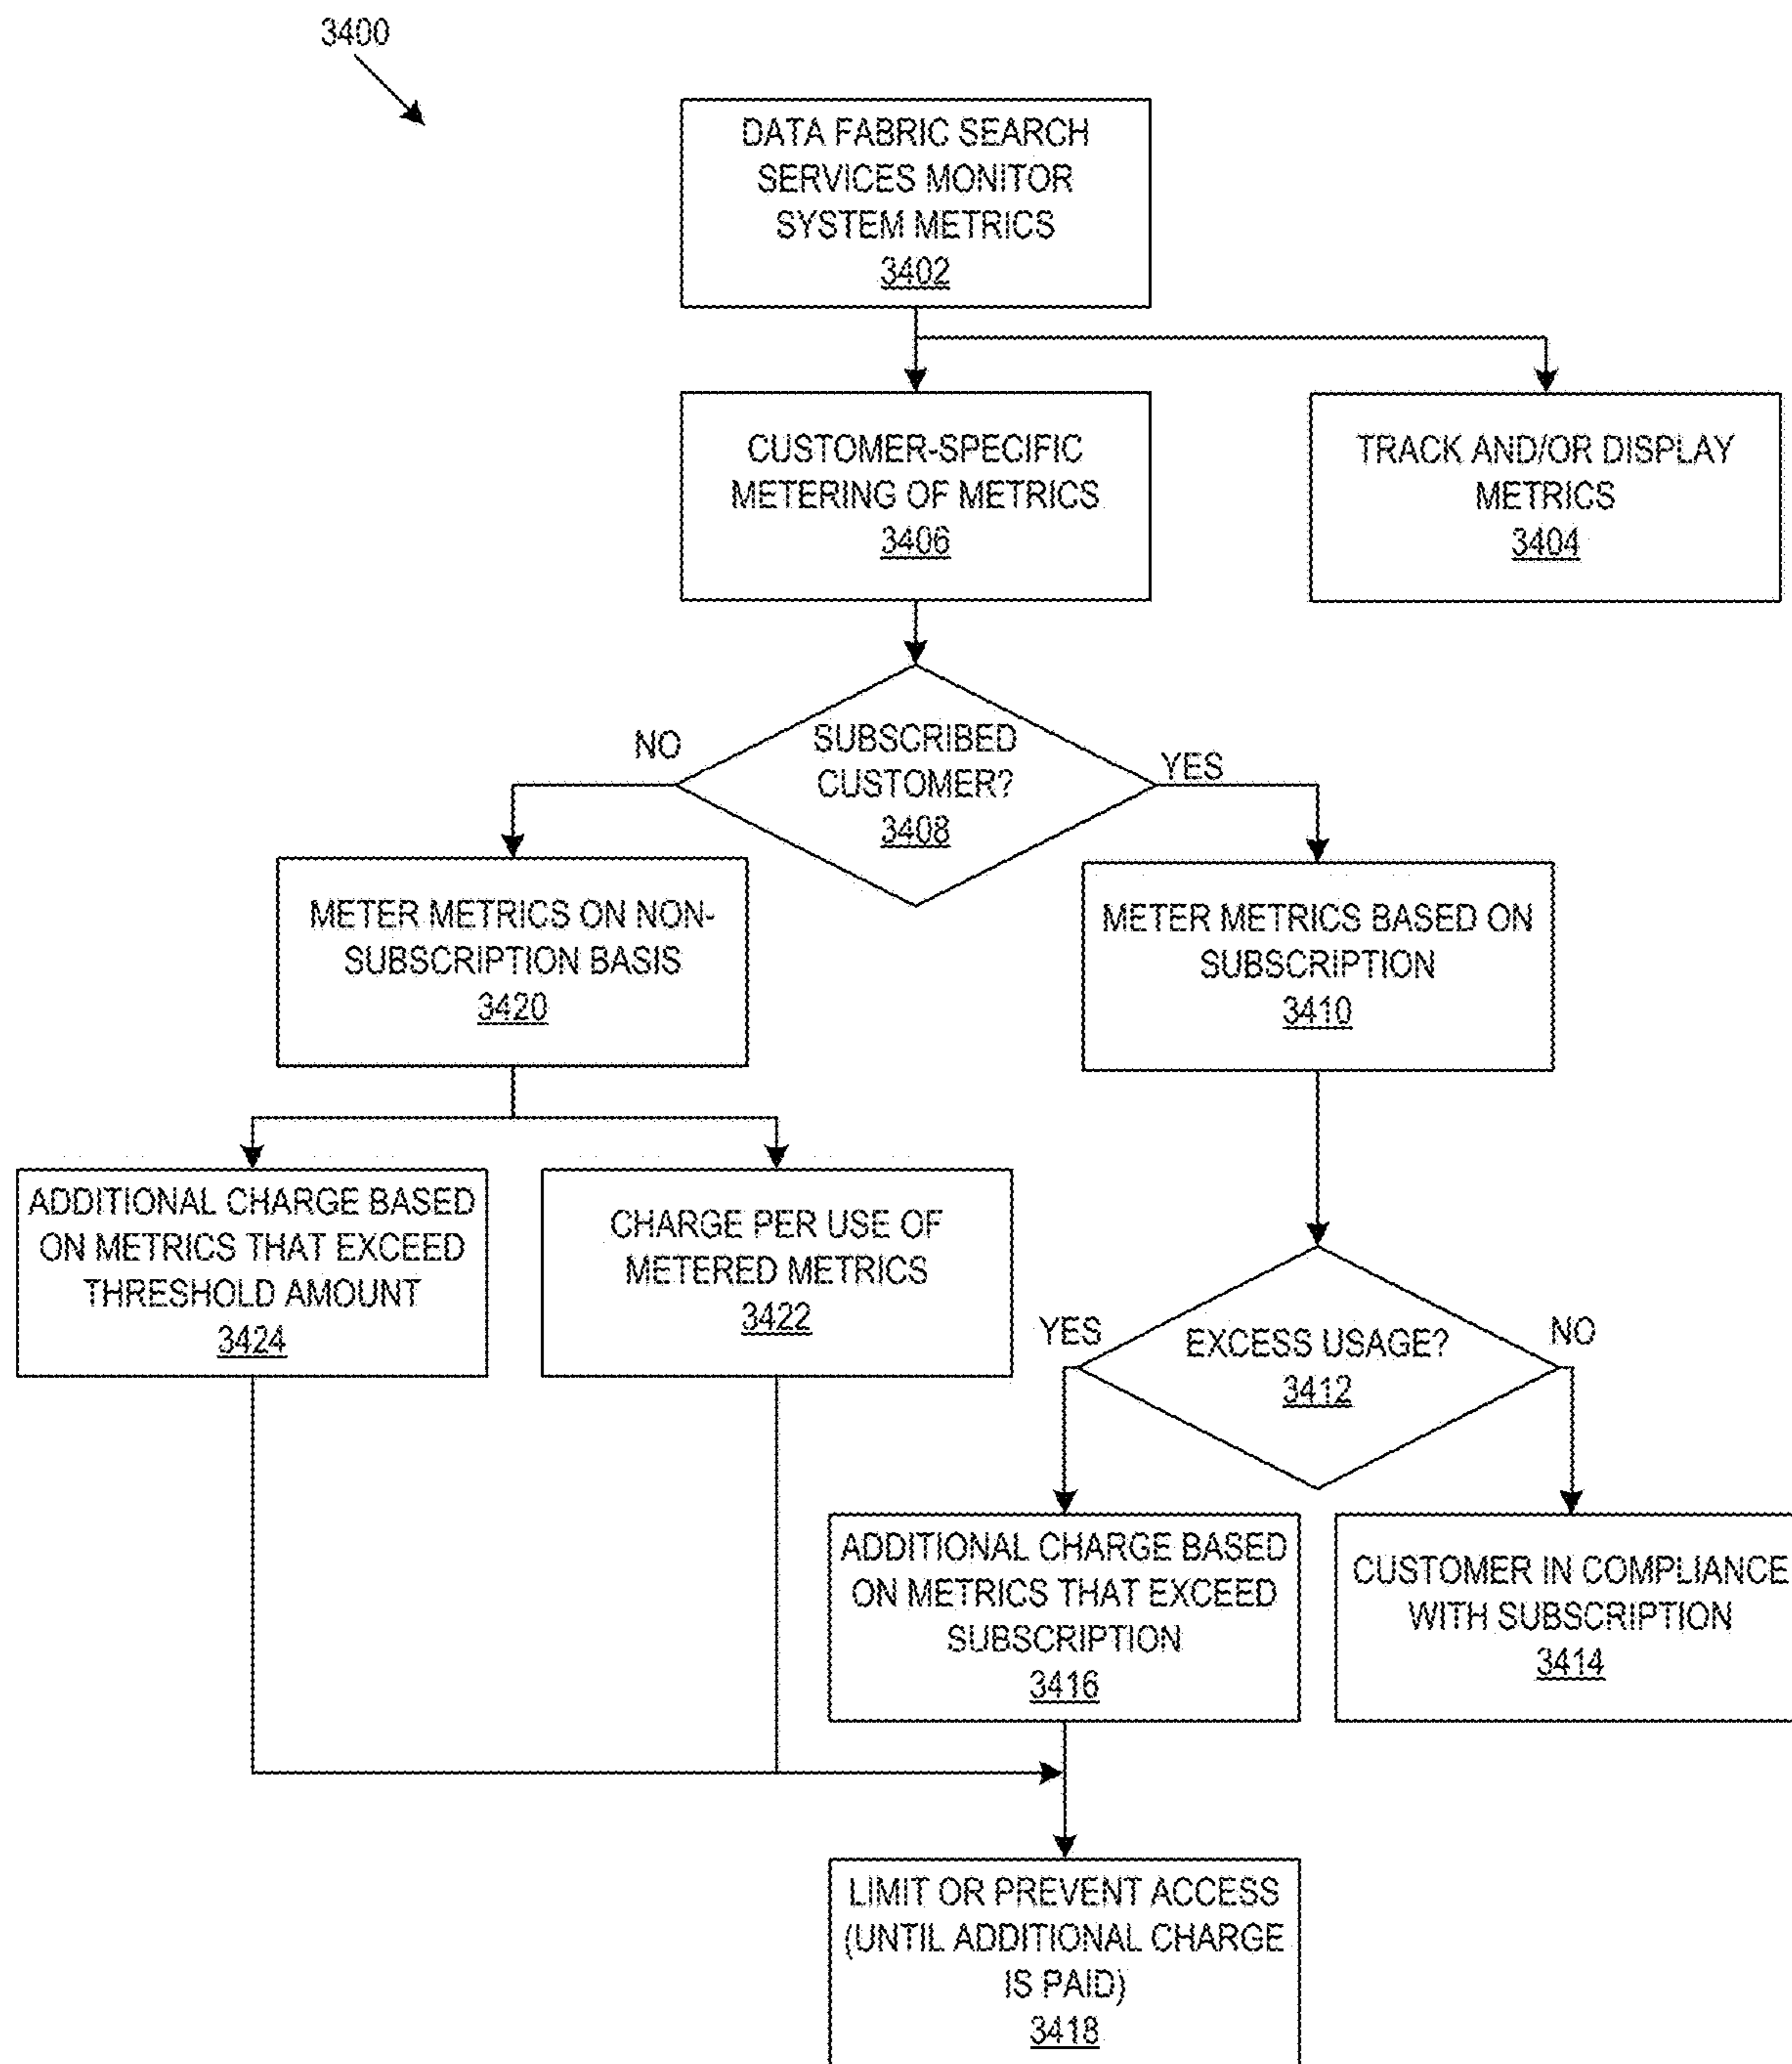 3400
DATA FABRIC SEARCH
SERVICES MONITOR
SYSTEM METRICS
3402
CUSTOMER-SPECIFIC
METERING OF METRICS
3406
TRACK AND/OR DISPLAY
METRICS
3404
SUBSCRIBED
CUSTOMER?
3408
NO
YES
METER METRICS ON NON-
SUBSCRIPTION BASIS
3420
METER METRICS BASED ON
SUBSCRIPTION
3410
ADDITIONAL CHARGE BASED
ON METRICS THAT EXCEED
THRESHOLD AMOUNT
3424
CHARGE PER USE OF
METERED METRICS
3422
YES
EXCESS USAGE?
3412
NO
ADDITIONAL CHARGE BASED
ON METRICS THAT EXCEED
SUBSCRIPTION
3416
CUSTOMER IN COMPLIANCE
WITH SUBSCRIPTION
3414
LIMIT OR PREVENT ACCESS
(UNTIL ADDITIONAL CHARGE
IS PAID)
3418